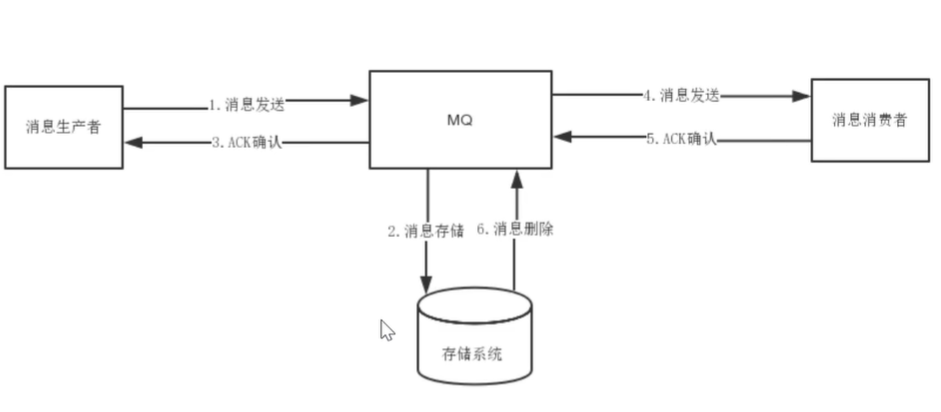 1.消息发送
4.消息发送
消息生产者
MQ
消息消费者
3.ACK确认
5.ACK确认
2.消息存储
6.消息删除
存储系统